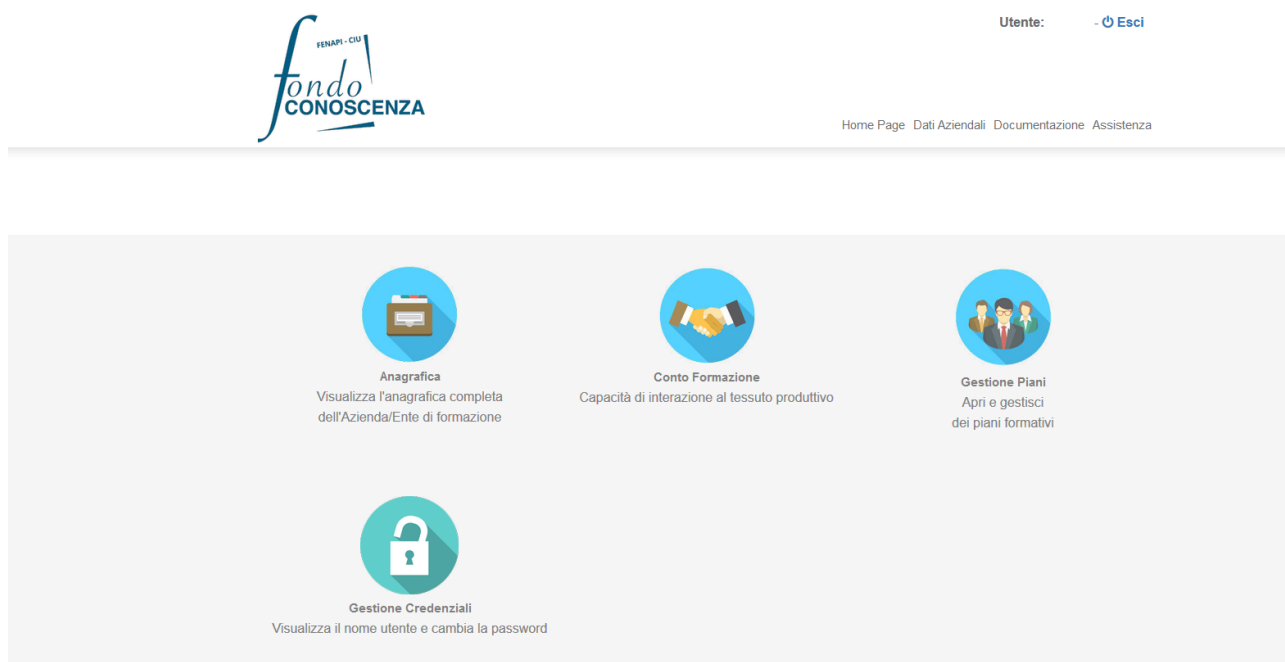 Utente: - Esci
FENAPI - CIU
fondo
CONOSCENZA
Home Page Dati Aziendali Documentazione Assistenza
Anagrafica
Visualizza l'anagrafica completa
dell'Azienda/Ente di formazione
Conto Formazione
Capacità di interazione al tessuto produttivo
Gestione Piani
Apri e gestisci
dei piani formativi
Gestione Credenziali
Visualizza il nome utente e cambia la password